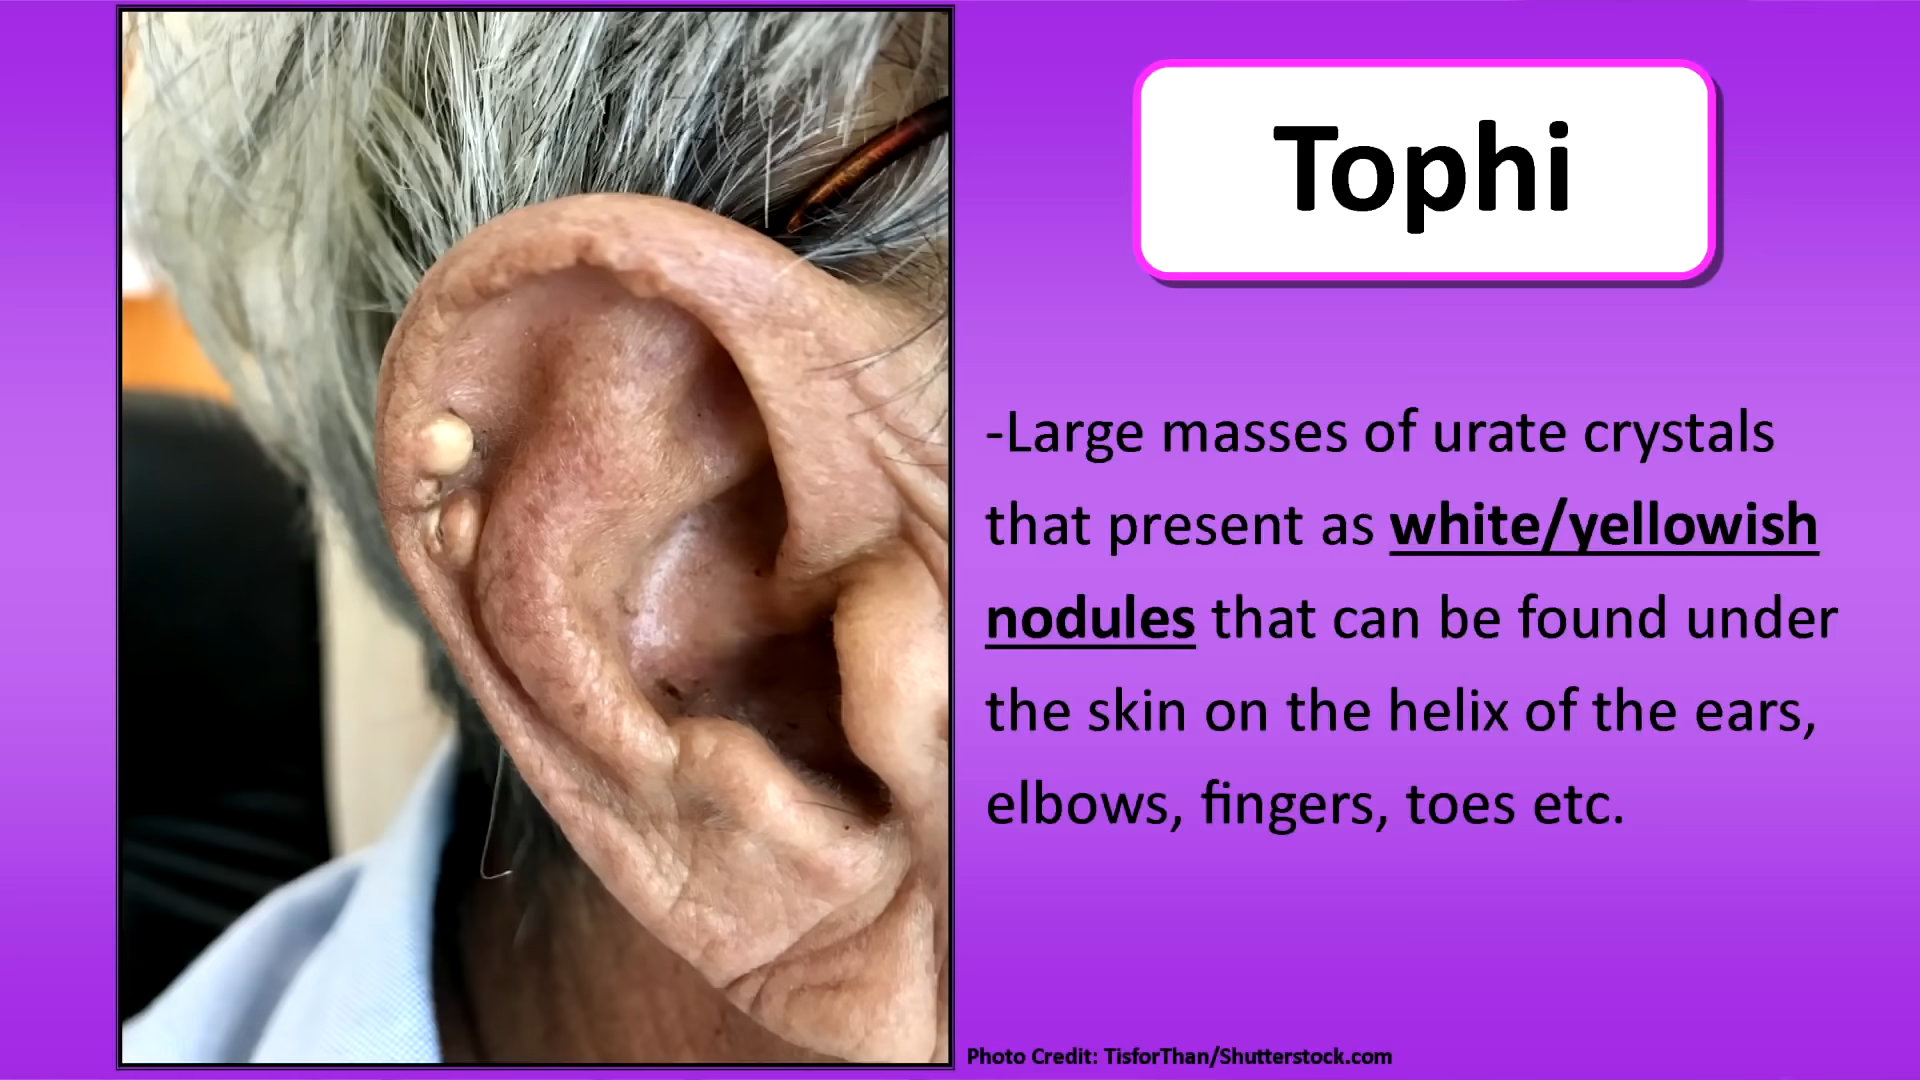 Tophi
-Large masses of urate crystals
that present as white/yellowish
nodules that can be found under
the skin on the helix of the ears,
elbows, fingers, toes etc.
Photo Credit: TisforThan/Shutterstock.com